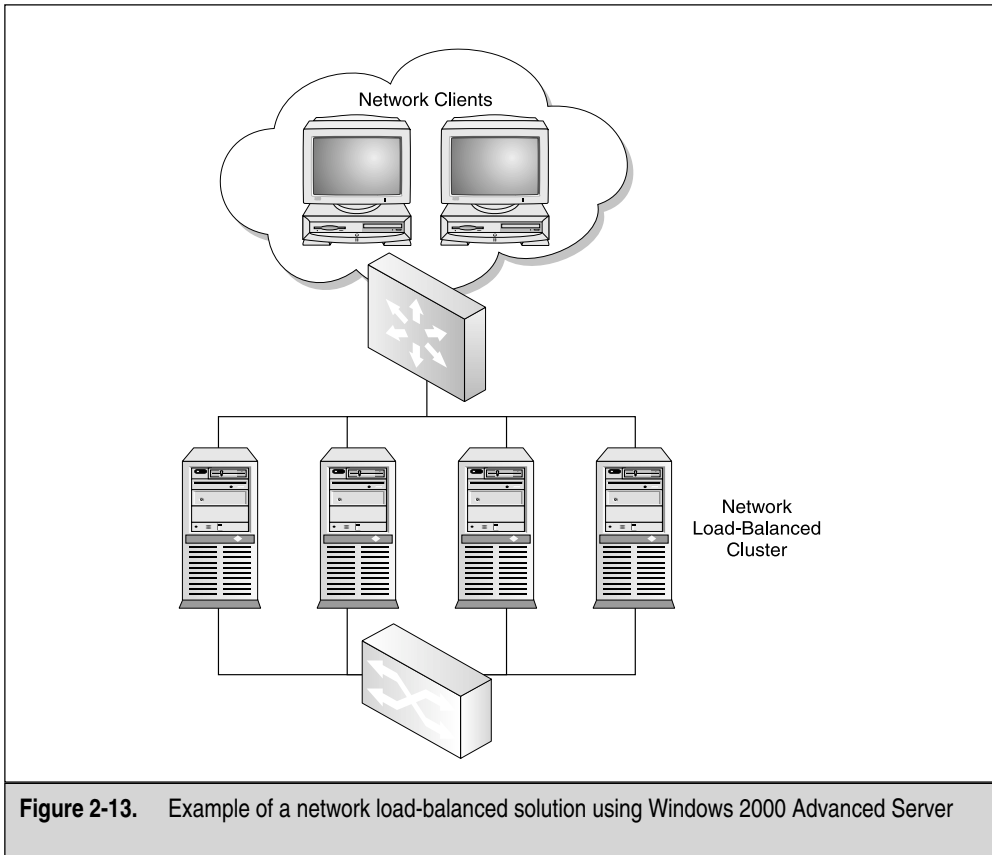 Network Clients
Network
Load-Balanced
Cluster
Figure 2-13. Example of a network load-balanced solution using Windows 2000 Advanced Server